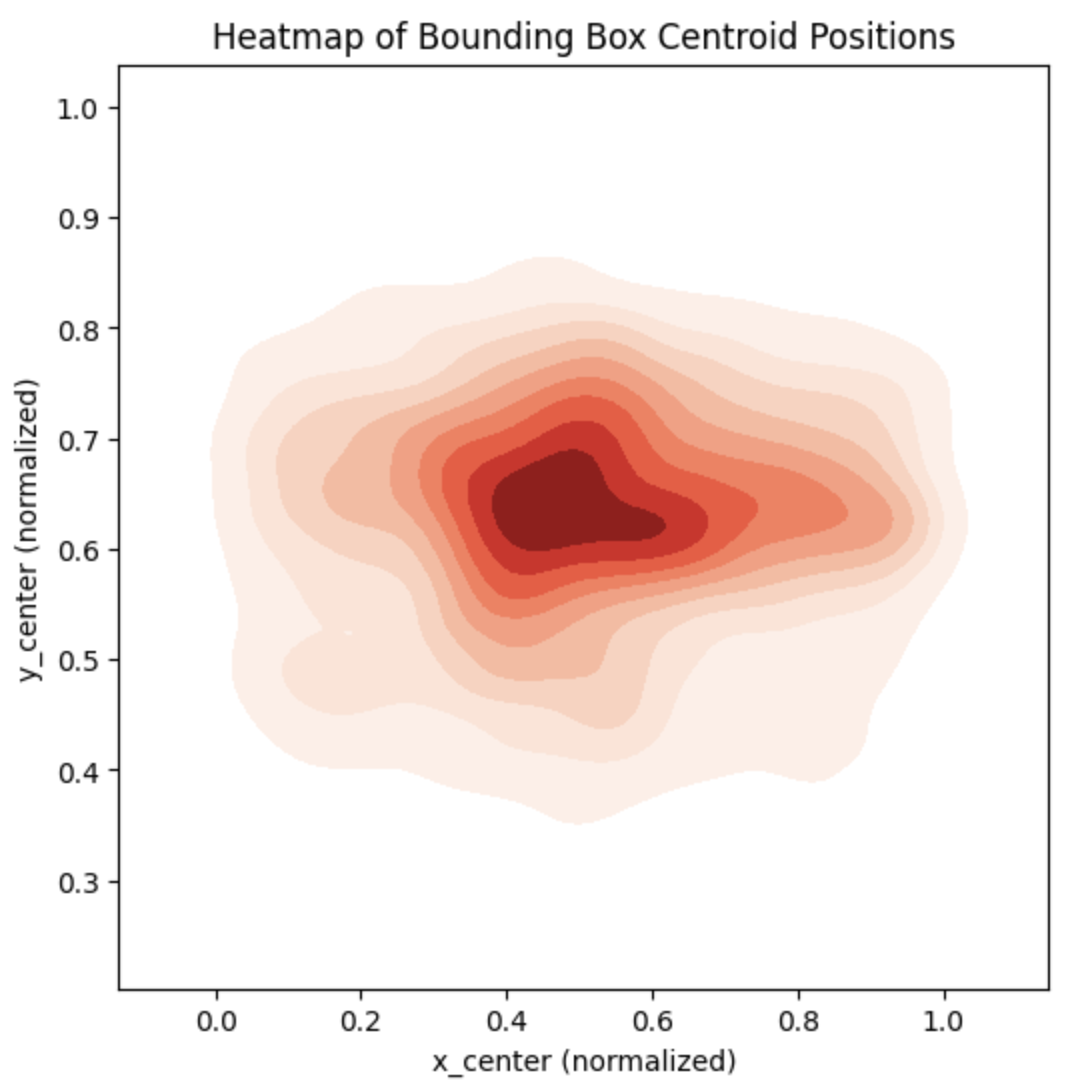 Heatmap of Bounding Box Centroid Positions
1.0
0.9
0.8
0.7
0.6
0.5
0.4
0.3
y_center (normalized)
0.0 0.2 0.4 0.6 0.8 1.0
x_center (normalized)